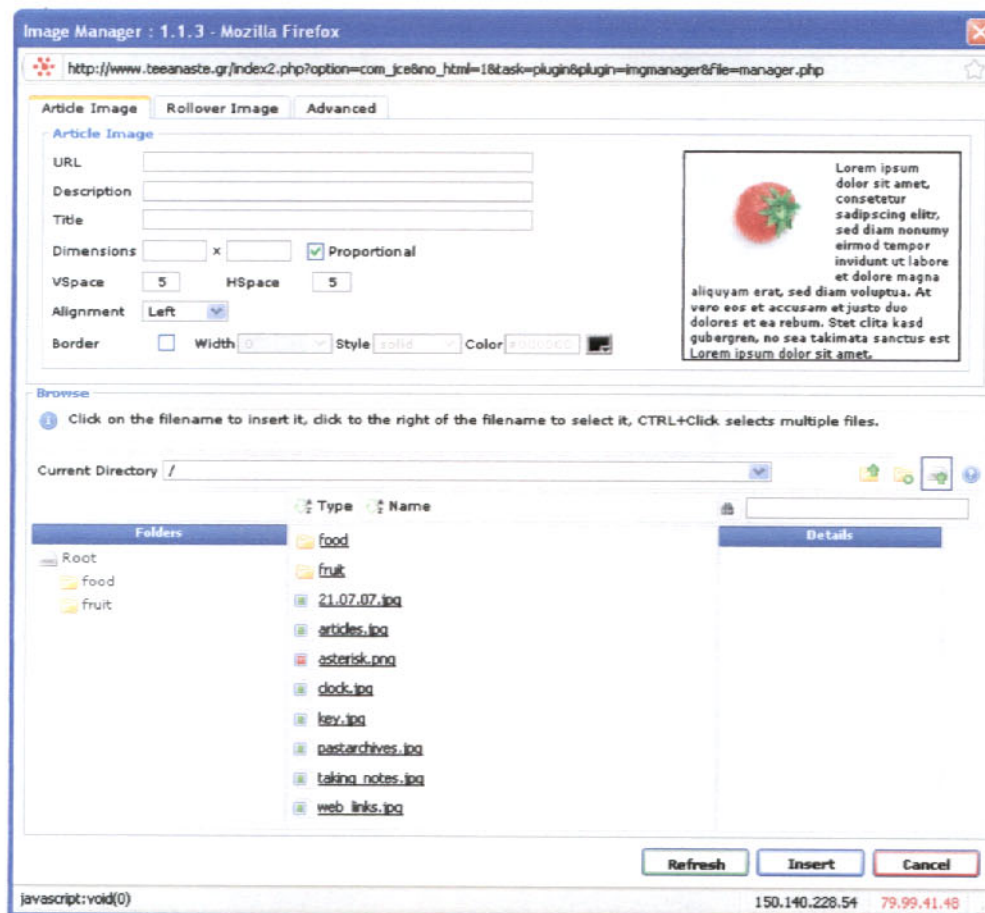 Image Manager : 1.1.3 - Mozilla Firefox
http://www.teeanaste.gr/index2.php?option=com_jce&no_html=1&task=plugin&plugin=imgmanager&file=manager.php
Article Image Rollover Image Advanced
Article Image
URL
Description
Title
Dimensions x Proportional
VSpace 5 HSpace 5
Alignment Left
Border Width 0 Style solid Color #000000
Lorem ipsum
dolor sit amet,
consetetur
sadipscing elitr,
sed diam nonumy
eirmod tempor
invidunt ut labore
et dolore magna
aliquyam erat, sed diam voluptua. At
vero eos et accusam et justo duo
dolores et ea rebum. Stet clita kasd
gubergren, no sea takimata sanctus est
Lorem ipsum dolor sit amet,
Browse
Click on the filename to insert it, click to the right of the filename to select it, CTRL+Click selects multiple files.
Current Directory /
Type Name
Folders
Root
food
fruit
food
fruit
21.07.07.jpg
articles.jpg
asterisk.png
clock.jpg
key.jpg
pastarchives.jpg
taking_notes.jpg
web_links.jpg
Details
Refresh Insert Cancel
javascript:void(0) 150.140.228.54 79.99.41.48